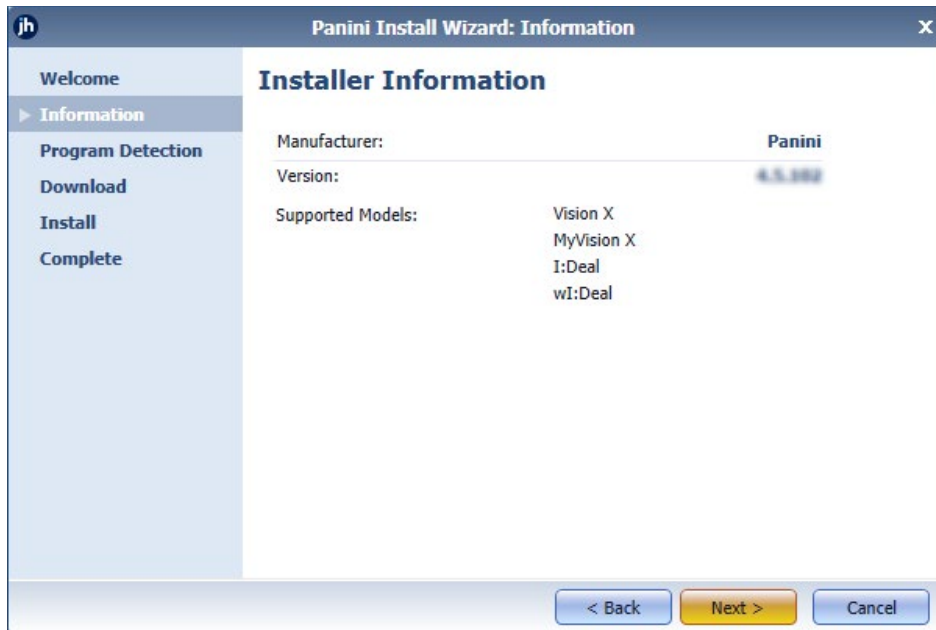 jh
Panini Install Wizard: Information
X
Welcome
Information
Program Detection
Download
Install
Complete
Installer Information
Manufacturer: Panini
Version:
Supported Models: Vision X
MyVision X
I:Deal
wI:Deal
< Back Next > Cancel